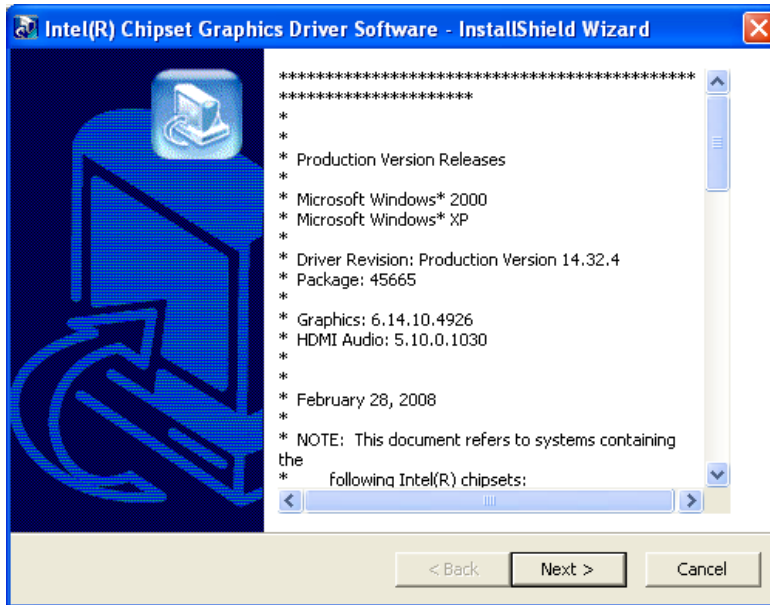 Intel(R) Chipset Graphics Driver Software - InstallShield Wizard
*********************************************
*********************
*
*
* Production Version Releases
*
* Microsoft Windows* 2000
* Microsoft Windows* XP
*
* Driver Revision: Production Version 14.32.4
* Package: 45665
*
* Graphics: 6.14.10.4926
* HDMI Audio: 5.10.0.1030
*
*
* February 28, 2008
*
* NOTE: This document refers to systems containing
the
* following Intel(R) chipsets:
< Back Next > Cancel